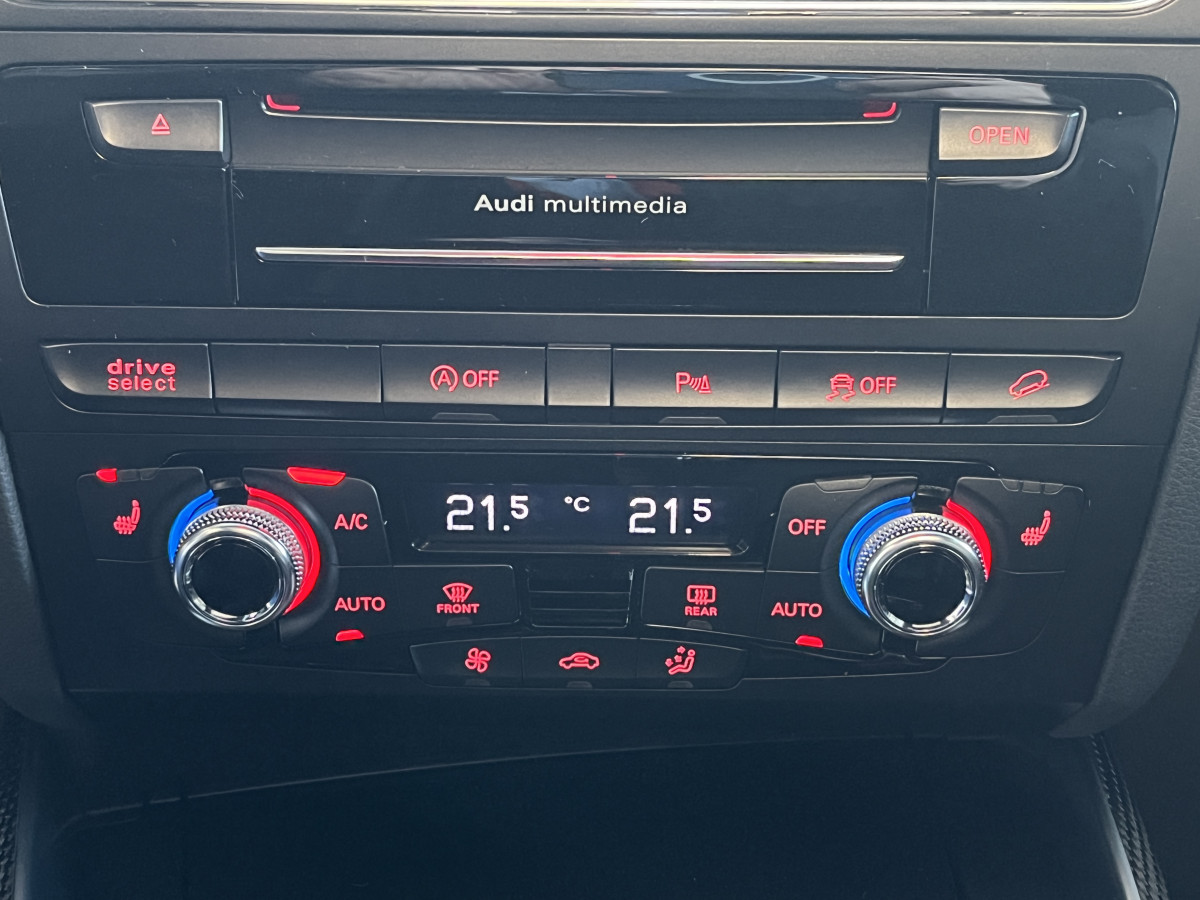 OPEN
Audi multimedia
drive
select
A OFF
P
OFF
21.5 °C 21.5
A/C
OFF
AUTO
FRONT
REAR
AUTO